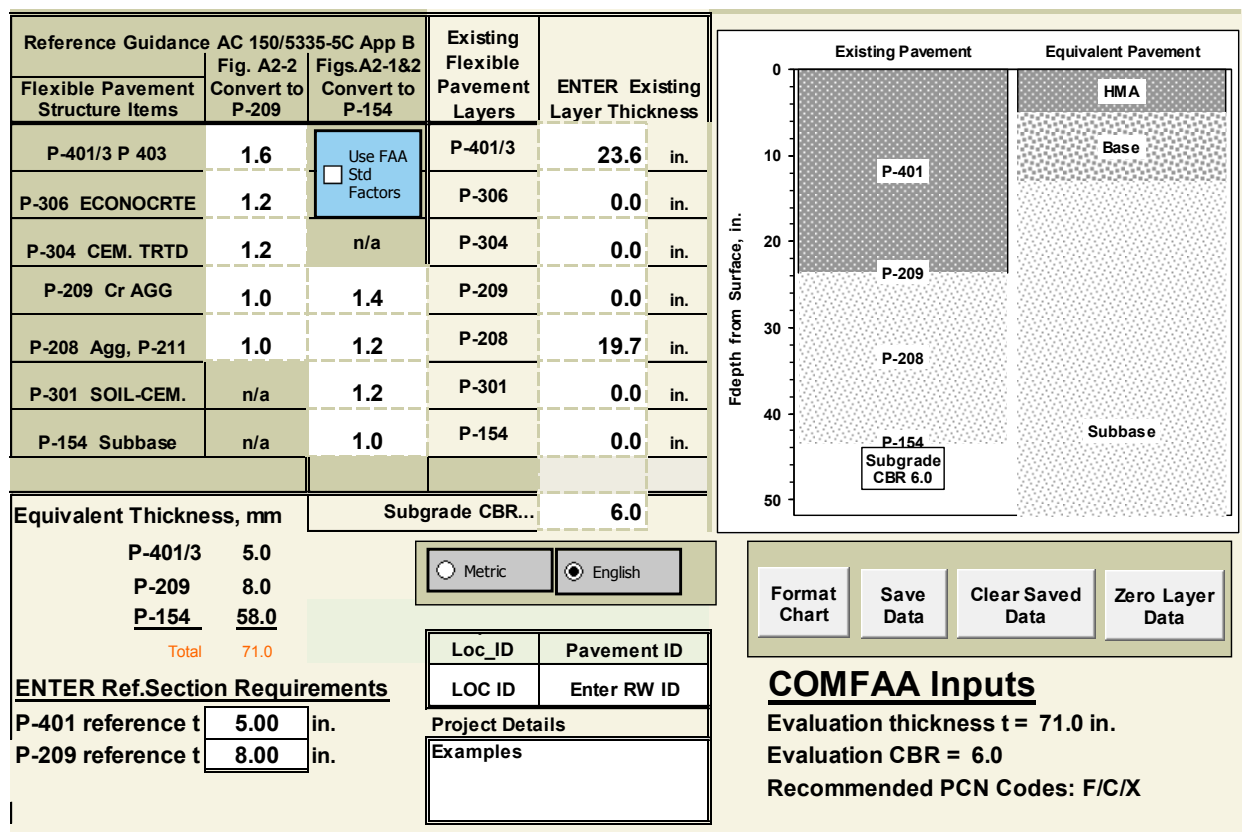 Reference Guidance AC 150/5335-5C App B
Flexible Pavement Structure Items
Fig. A2-2 Convert to P-209
Figs.A2-1&2 Convert to P-154
Existing Flexible Pavement Layers
ENTER Existing Layer Thickness
P-401/3 P 403 1.6 P-401/3 23.6 in.
Use FAA Std Factors
P-306 ECONOCRTE 1.2 P-306 0.0 in.
P-304 CEM. TRTD 1.2 n/a P-304 0.0 in.
P-209 Cr AGG 1.0 1.4 P-209 0.0 in.
P-208 Agg, P-211 1.0 1.2 P-208 19.7 in.
P-301 SOIL-CEM. n/a 1.2 P-301 0.0 in.
P-154 Subbase n/a 1.0 P-154 0.0 in.
Subgrade CBR... 6.0
Equivalent Thickness, mm
P-401/3 5.0
P-209 8.0
P-154 58.0
Total 71.0
ENTER Ref.Section Requirements
P-401 reference t 5.00 in.
P-209 reference t 8.00 in.
Metric
English
Loc_ID Pavement ID
LOC ID Enter RW ID
Project Details
Examples
Existing Pavement
Equivalent Pavement
Fdepth from Surface, in.
0
10
20
30
40
50
P-401
P-209
P-208
P-154
Subgrade
CBR 6.0
HMA
Base
Subbase
Format Chart
Save Data
Clear Saved Data
Zero Layer Data
COMFAA Inputs
Evaluation thickness t = 71.0 in.
Evaluation CBR = 6.0
Recommended PCN Codes: F/C/X